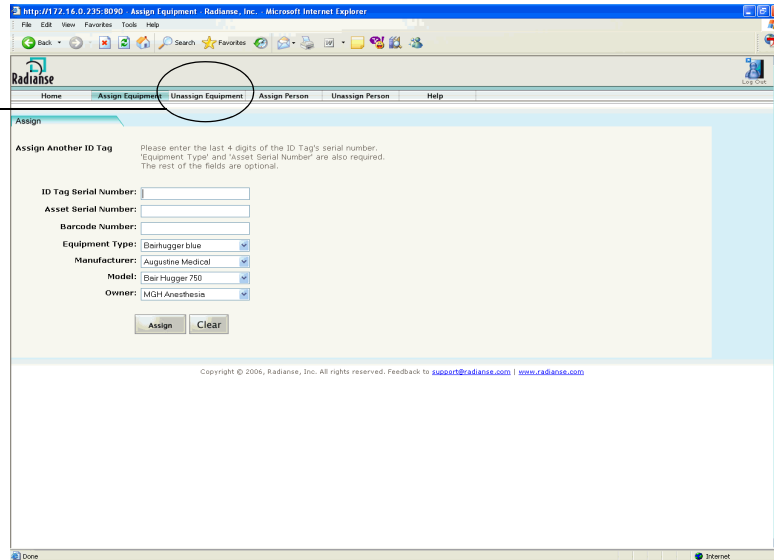 http://172.16.0.235:8090 - Assign Equipment - Radianse, Inc. - Microsoft Internet Explorer
File Edit View Favorites Tools Help
Back Search Favorites
Radianse
Log Out
Home Assign Equipment Unassign Equipment Assign Person Unassign Person Help
Assign
Assign Another ID Tag
Please enter the last 4 digits of the ID Tag's serial number.
'Equipment Type' and 'Asset Serial Number' are also required.
The rest of the fields are optional.
ID Tag Serial Number:
Asset Serial Number:
Barcode Number:
Equipment Type: Bairhugger blue
Manufacturer: Augustine Medical
Model: Bair Hugger 750
Owner: MGH Anesthesia
Assign Clear
Copyright © 2006, Radianse, Inc. All rights reserved. Feedback to support@radianse.com | www.radianse.com
Done Internet